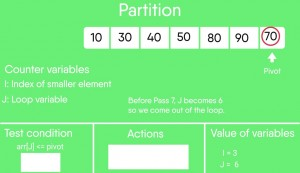 Partition
10 30 40 50 80 90 70
Pivot
Counter variables
I: Index of smaller element
J: Loop variable
Before Pass 7, J becomes 6
so we come out of the loop.
Test condition
arr[J] <= pivot
Actions
Value of variables
I = 3
J = 6